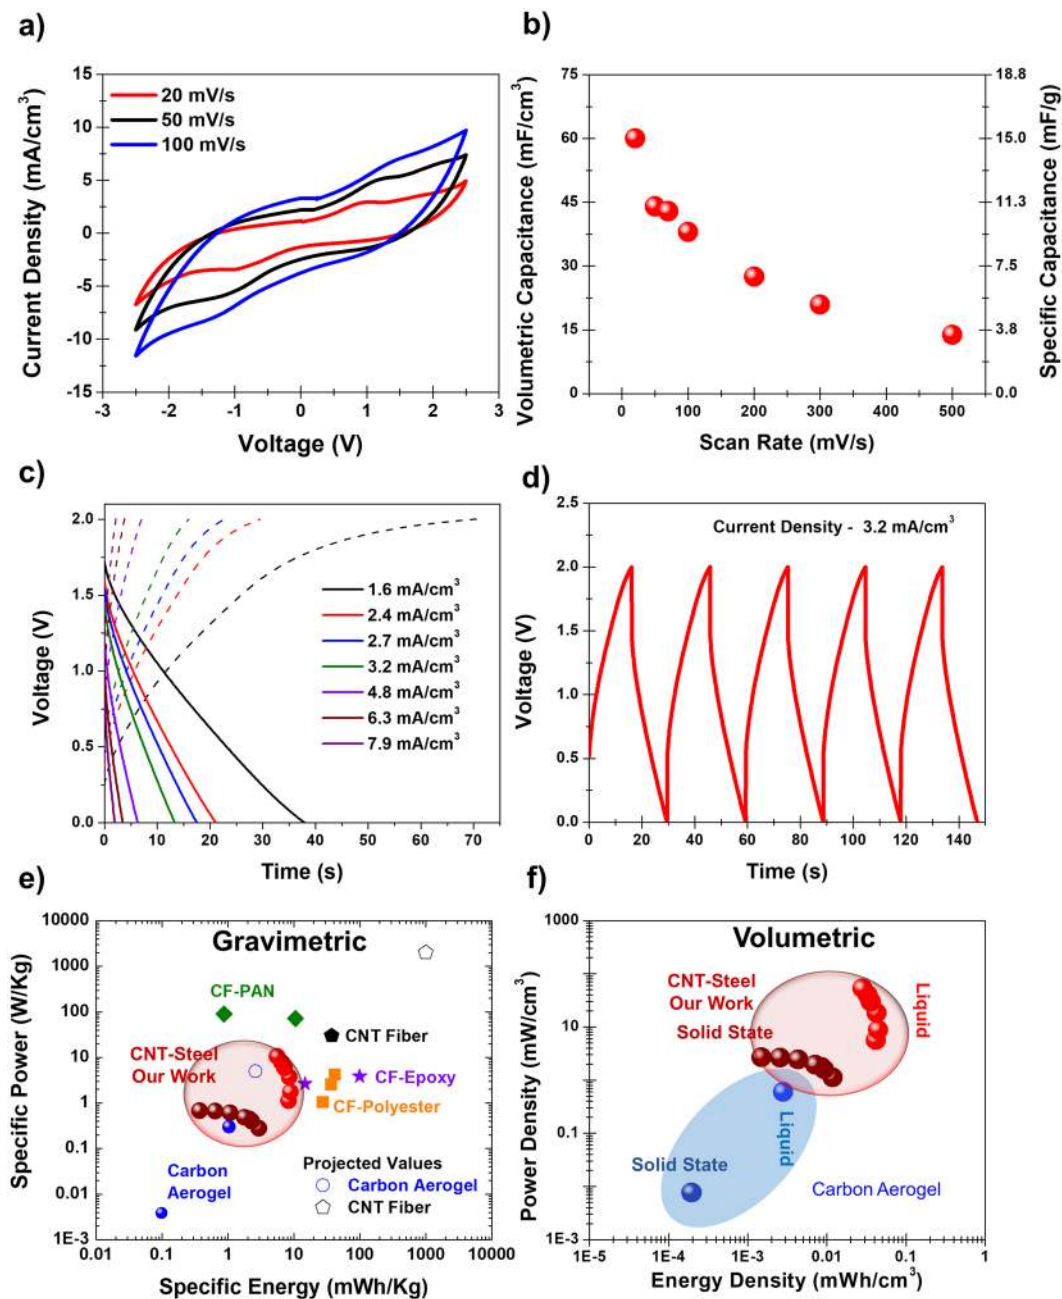 a)
Current Density (mA/cm³)
15
10
5
0
-5
-10
-15
20 mV/s
50 mV/s
100 mV/s
-3 -2 -1 0 1 2 3
Voltage (V)
b)
Volumetric Capacitance (mF/cm³)
75
60
45
30
15
0
18.8
15.0
11.3
7.5
3.8
0.0
Specific Capacitance (mF/g)
0 100 200 300 400 500
Scan Rate (mV/s)
c)
Voltage (V)
2.0
1.5
1.0
0.5
0.0
1.6 mA/cm³
2.4 mA/cm³
2.7 mA/cm³
3.2 mA/cm³
4.8 mA/cm³
6.3 mA/cm³
7.9 mA/cm³
0 10 20 30 40 50 60 70
Time (s)
d)
Voltage (V)
2.5
2.0
1.5
1.0
0.5
0.0
Current Density - 3.2 mA/cm³
0 20 40 60 80 100 120 140
Time (s)
e)
Specific Power (W/Kg)
10000
1000
100
10
1
0.1
0.01
1E-3
Gravimetric
CF-PAN
CNT Fiber
CNT-Steel
Our Work
CF-Epoxy
CF-Polyester
Carbon
Aerogel
Projected Values
Carbon Aerogel
CNT Fiber
0.01 0.1 1 10 100 1000 10000
Specific Energy (mWh/Kg)
f)
Power Density (mW/cm³)
1000
10
0.1
1E-3
Volumetric
CNT-Steel
Our Work
Solid State
Liquid
Liquid
Solid State
Carbon Aerogel
1E-5 1E-4 1E-3 0.01 0.1 1
Energy Density (mWh/cm³)